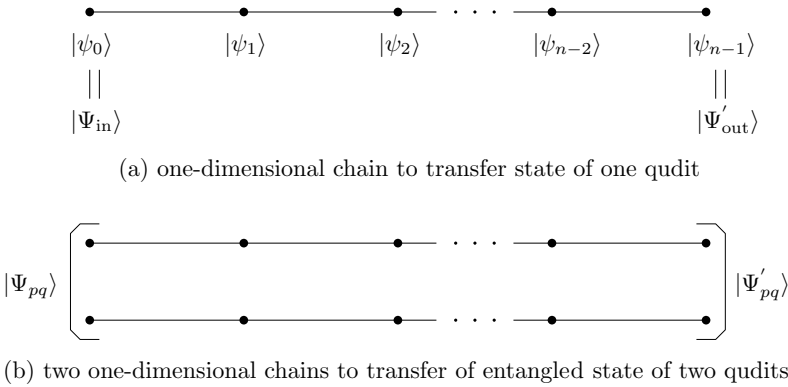 |ψ₀⟩ |ψ₁⟩ |ψ₂⟩ |ψₙ₋₂⟩ |ψₙ₋₁⟩
|Ψ_in⟩ |Ψ'_out⟩
(a) one-dimensional chain to transfer state of one qudit
|Ψ_pq⟩ |Ψ'_pq⟩
(b) two one-dimensional chains to transfer of entangled state of two qudits